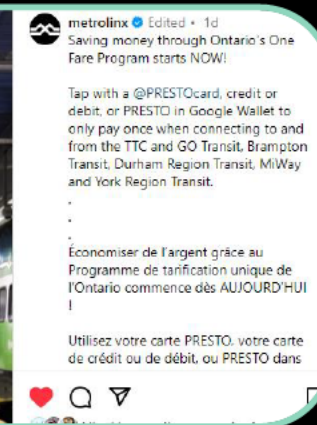 metrolinx Edited • 1d
Saving money through Ontario's One
Fare Program starts NOW!
Tap with a @PRESTOcard, credit or
debit, or PRESTO in Google Wallet to
only pay once when connecting to and
from the TTC and GO Transit, Brampton
Transit, Durham Region Transit, MiWay
and York Region Transit.
.
.
.
Économiser de l'argent grâce au
Programme de tarification unique de
l'Ontario commence dès AUJOURD'HUI
!
Utilisez votre carte PRESTO, votre carte
de crédit ou de débit, ou PRESTO dans